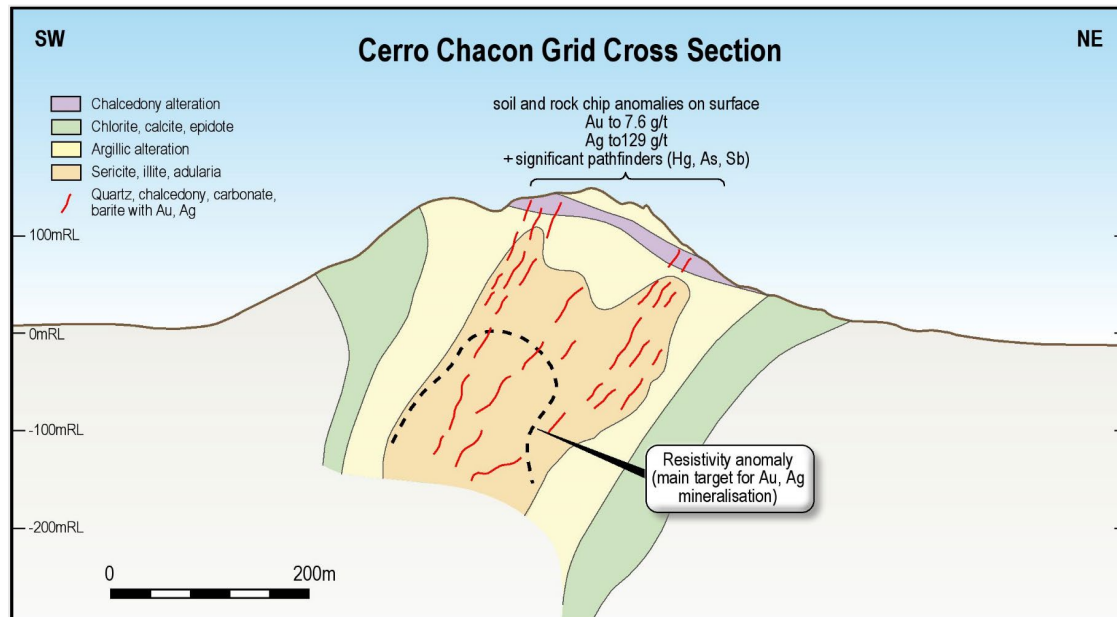 SW
Cerro Chacon Grid Cross Section
NE
Chalcedony alteration
Chlorite, calcite, epidote
Argillic alteration
Sericite, illite, adularia
Quartz, chalcedony, carbonate,
barite with Au, Ag
soil and rock chip anomalies on surface
Au to 7.6 g/t
Ag to129 g/t
+ significant pathfinders (Hg, As, Sb)
100mRL
0mRL
-100mRL
-200mRL
Resistivity anomaly
(main target for Au, Ag
mineralisation)
0
200m